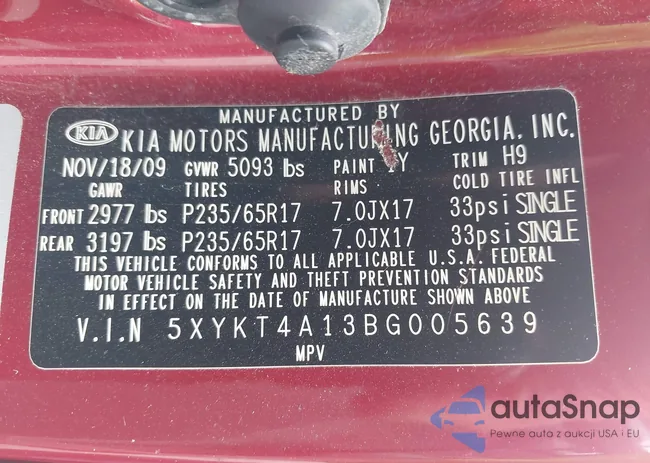 MANUFACTURED BY
KIA KIA MOTORS MANUFACTURING GEORGIA, INC.
NOV/18/09 GVWR 5093 lbs PAINT TRIM H9
GAWR TIRES RIMS COLD TIRE INFL
FRONT 2977 lbs P235/65R17 7.0JX17 33psi SINGLE
REAR 3197 lbs P235/65R17 7.0JX17 33psi SINGLE
THIS VEHICLE CONFORMS TO ALL APPLICABLE U.S.A. FEDERAL
MOTOR VEHICLE SAFETY AND THEFT PREVENTION STANDARDS
IN EFFECT ON THE DATE OF MANUFACTURE SHOWN ABOVE
V.I.N 5XYKT4A13BG005639
MPV
autaSnap
Pewne auta z aukcji USA i EU